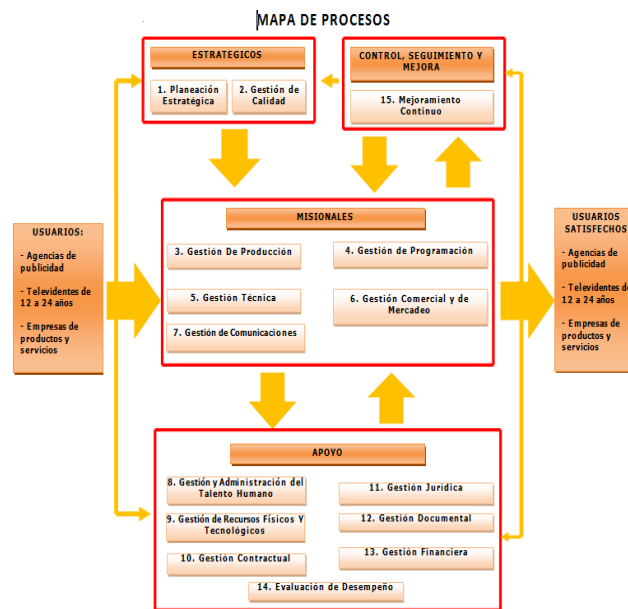 MAPA DE PROCESOS
ESTRATEGICOS
1. Planeación
Estratégica
2. Gestión de
Calidad
CONTROL, SEGUIMIENTO Y
MEJORA
15. Mejoramiento
Continuo
USUARIOS:
- Agencias de
publicidad
- Televidentes de
12 a 24 años
- Empresas de
productos y
servicios
MISIONALES
3. Gestión De Producción
4. Gestión de Programación
5. Gestión Técnica
6. Gestión Comercial y de
Mercadeo
7. Gestión de Comunicaciones
USUARIOS
SATISFECHOS
- Agencias de
publicidad
- Televidentes de
12 a 24 años
- Empresas de
productos y
servicios
APOYO
8. Gestión y Administración del
Talento Humano
9. Gestión de Recursos Físicos Y
Tecnológicos
10. Gestión Contractual
11. Gestión Juridica
12. Gestión Documental
13. Gestión Financiera
14. Evaluación de Desempeño